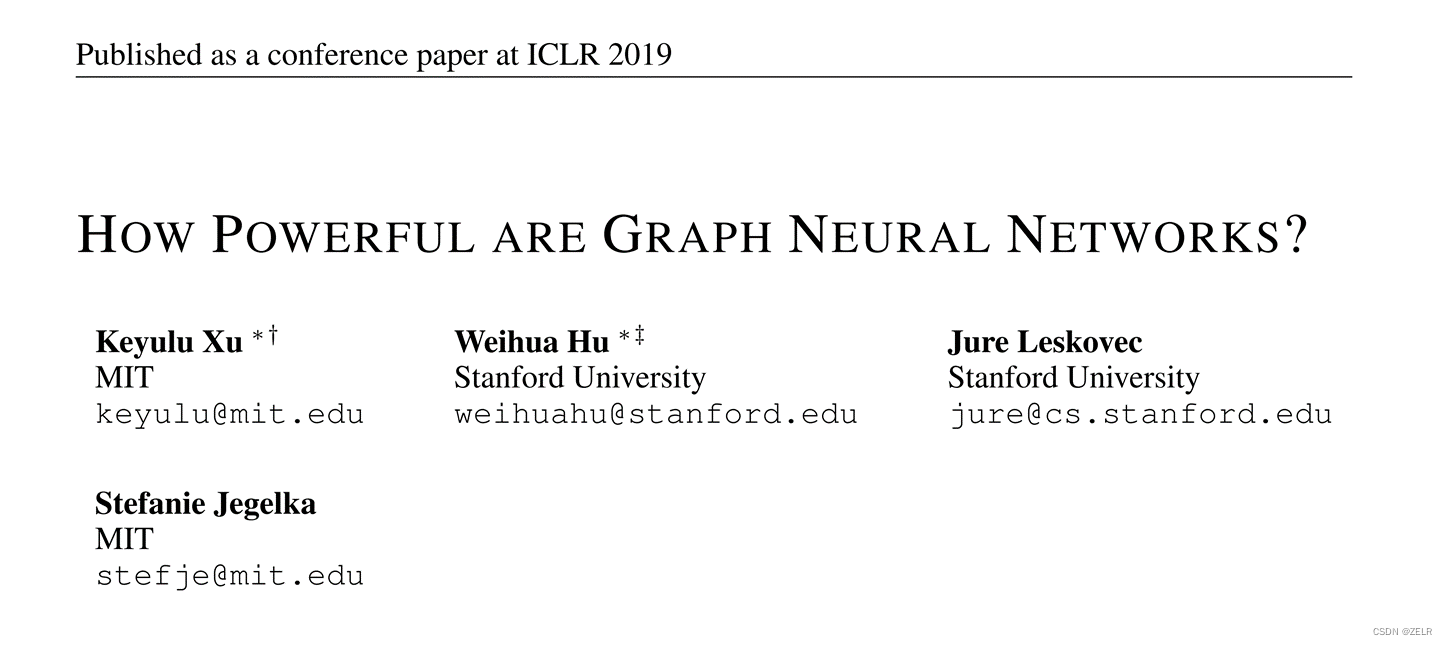 Published as a conference paper at ICLR 2019
HOW POWERFUL ARE GRAPH NEURAL NETWORKS?
Keyulu Xu *† Weihua Hu *‡ Jure Leskovec
MIT Stanford University Stanford University
keyulu@mit.edu weihuahu@stanford.edu jure@cs.stanford.edu
Stefanie Jegelka
MIT
stefje@mit.edu
CSDN @ZELR